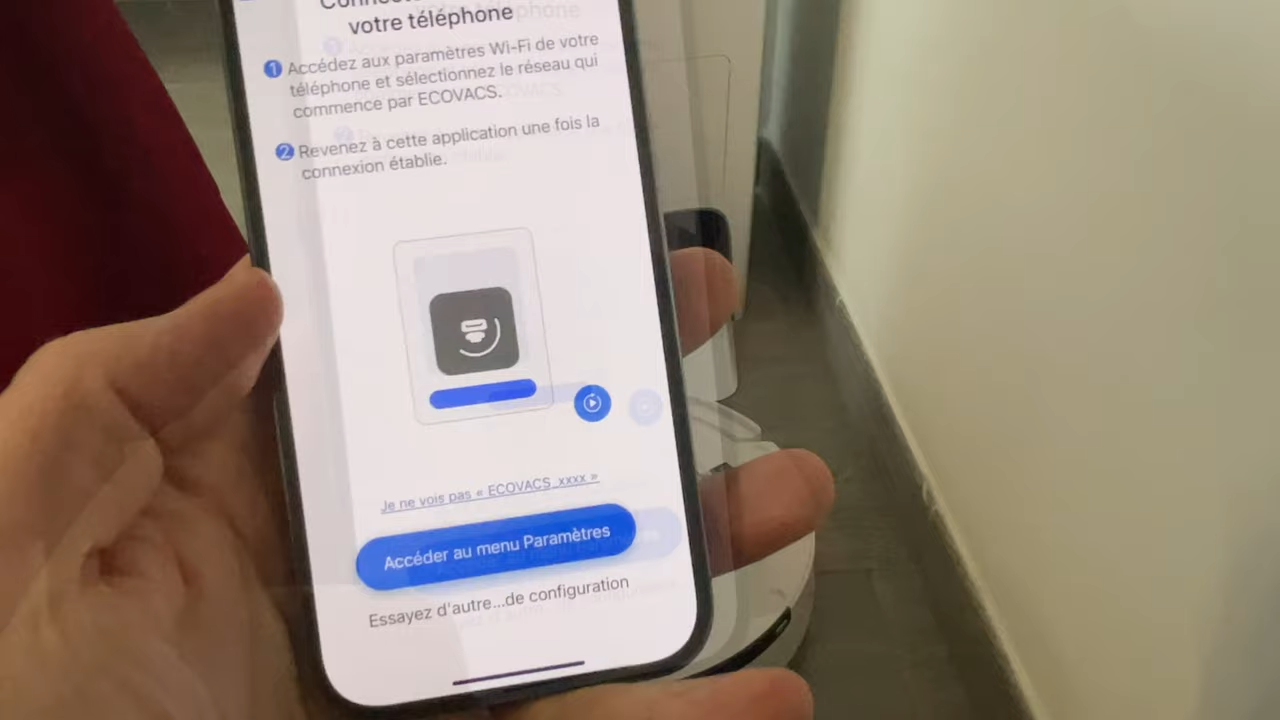 votre téléphone
1 Accédez aux paramètres Wi-Fi de votre
téléphone et sélectionnez le réseau qui
commence par ECOVACS.
2 Revenez à cette application une fois la
connexion établie.
Je ne vois pas « ECOVACS_xxxx »
Accéder au menu Paramètres
Essayez d'autre...de configuration